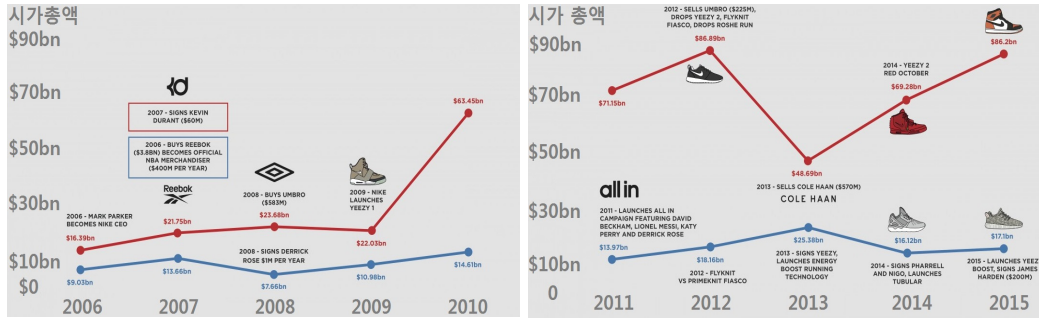 시가총액
$90bn
$70bn
$50bn
$30bn
$10bn
$0
2007 - SIGNS KEVIN
DURANT ($60M)
2006 - BUYS REEBOK
($3.8BN) BECOMES OFFICIAL
NBA MERCHANDISER
($400M PER YEAR)
Reebok
2006 - MARK PARKER
BECOMES NIKE CEO
2008 - BUYS UMBRO
($583M)
2009 - NIKE
LAUNCHES
YEEZY 1
2008 - SIGNS DERRICK
ROSE $1M PER YEAR
$16.39bn
$21.75bn
$23.68bn
$22.03bn
$63.45bn
$9.03bn
$13.66bn
$7.66bn
$10.98bn
$14.61bn
2006
2007
2008
2009
2010
시가 총액
$90bn
$70bn
$50bn
$30bn
$10bn
0
2012 - SELLS UMBRO ($225M),
DROPS YEEZY 2, FLYKNIT
FIASCO, DROPS ROSHE RUN
$86.89bn
$71.15bn
2014 - YEEZY 2
RED OCTOBER
$69.28bn
$86.2bn
$48.69bn
2013 - SELLS COLE HAAN ($570M)
COLE HAAN
all in
2011 - LAUNCHES ALL IN
CAMPAIGN FEATURING DAVID
BECKHAM, LIONEL MESSI, KATY
PERRY AND DERRICK ROSE
$13.97bn
$18.16bn
$25.38bn
$16.12bn
$17.1bn
2012 - FLYKNIT
VS PRIMEKNIT FIASCO
2013 - SIGNS YEEZY,
LAUNCHES ENERGY
BOOST RUNNING
TECHNOLOGY
2014 - SIGNS PHARRELL
AND NIGO, LAUNCHES
TUBULAR
2015 - LAUNCHES YEEZ
BOOST, SIGNS JAMES
HARDEN ($200M)
2011
2012
2013
2014
2015